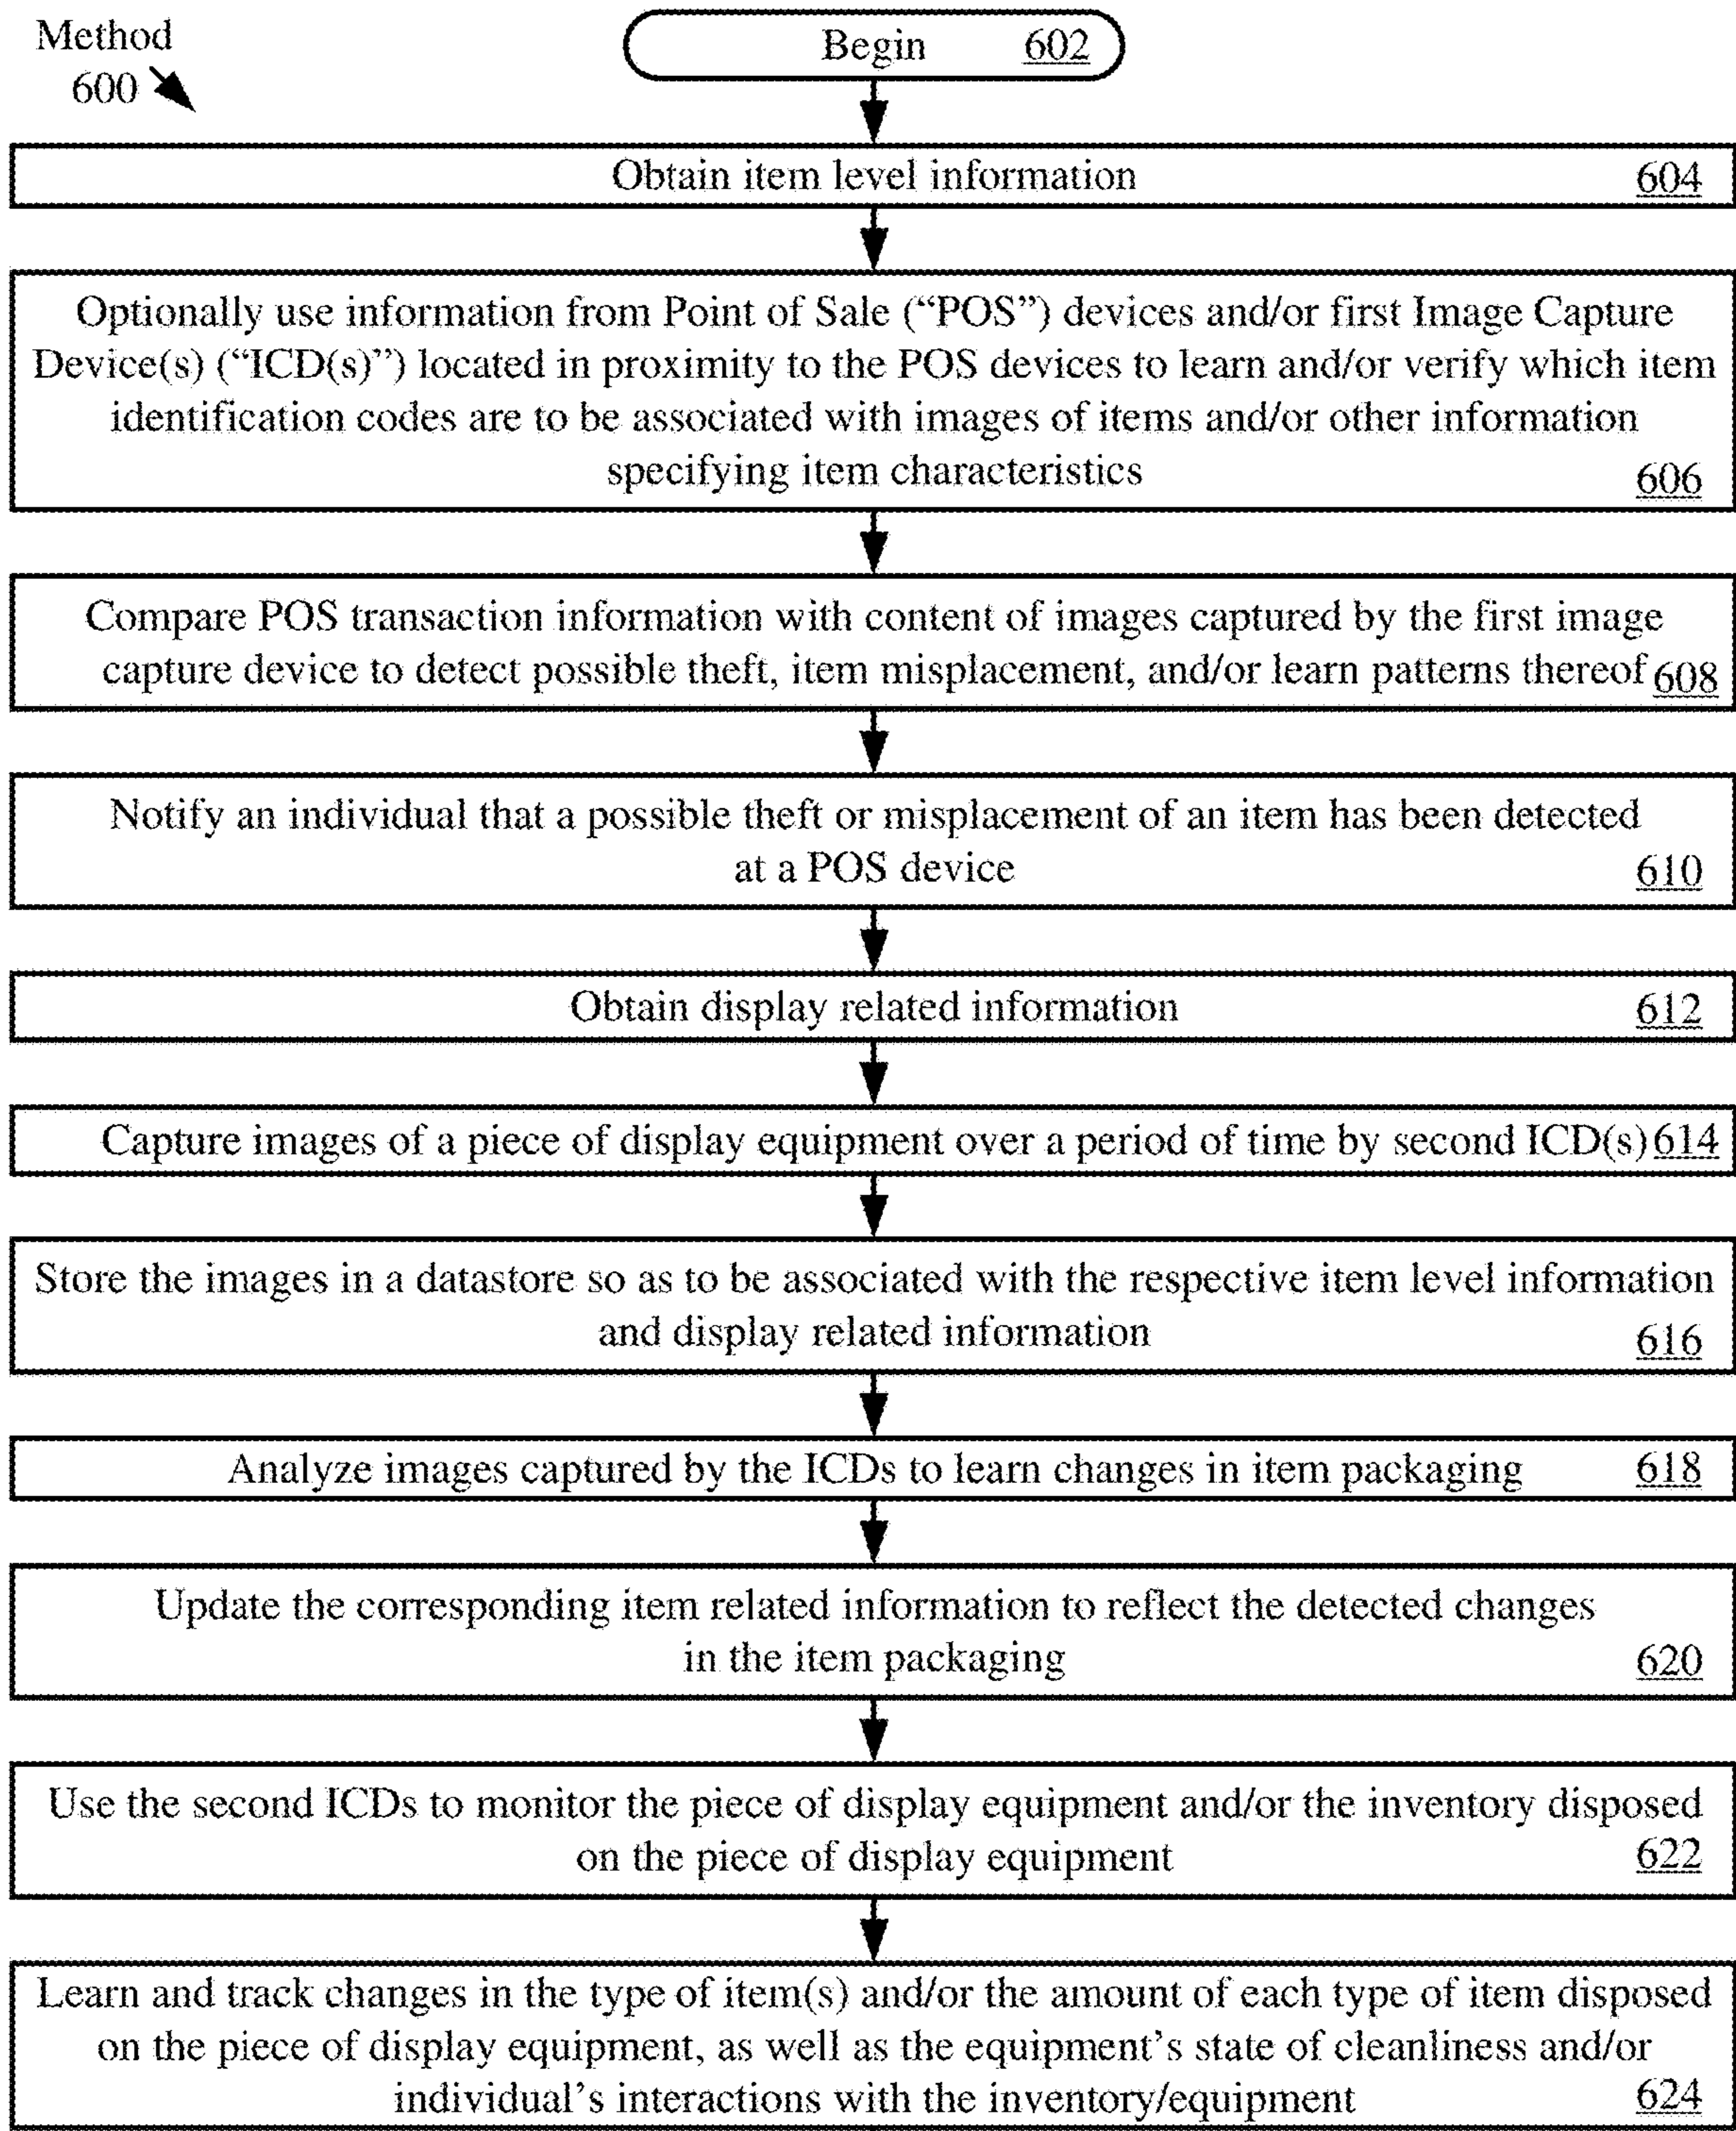 Method
600
Begin 602
Obtain item level information 604
Optionally use information from Point of Sale (“POS”) devices and/or first Image Capture
Device(s) (“ICD(s)”) located in proximity to the POS devices to learn and/or verify which item
identification codes are to be associated with images of items and/or other information
specifying item characteristics 606
Compare POS transaction information with content of images captured by the first image
capture device to detect possible theft, item misplacement, and/or learn patterns thereof 608
Notify an individual that a possible theft or misplacement of an item has been detected
at a POS device 610
Obtain display related information 612
Capture images of a piece of display equipment over a period of time by second ICD(s) 614
Store the images in a datastore so as to be associated with the respective item level information
and display related information 616
Analyze images captured by the ICDs to learn changes in item packaging 618
Update the corresponding item related information to reflect the detected changes
in the item packaging 620
Use the second ICDs to monitor the piece of display equipment and/or the inventory disposed
on the piece of display equipment 622
Learn and track changes in the type of item(s) and/or the amount of each type of item disposed
on the piece of display equipment, as well as the equipment’s state of cleanliness and/or
individual’s interactions with the inventory/equipment 624